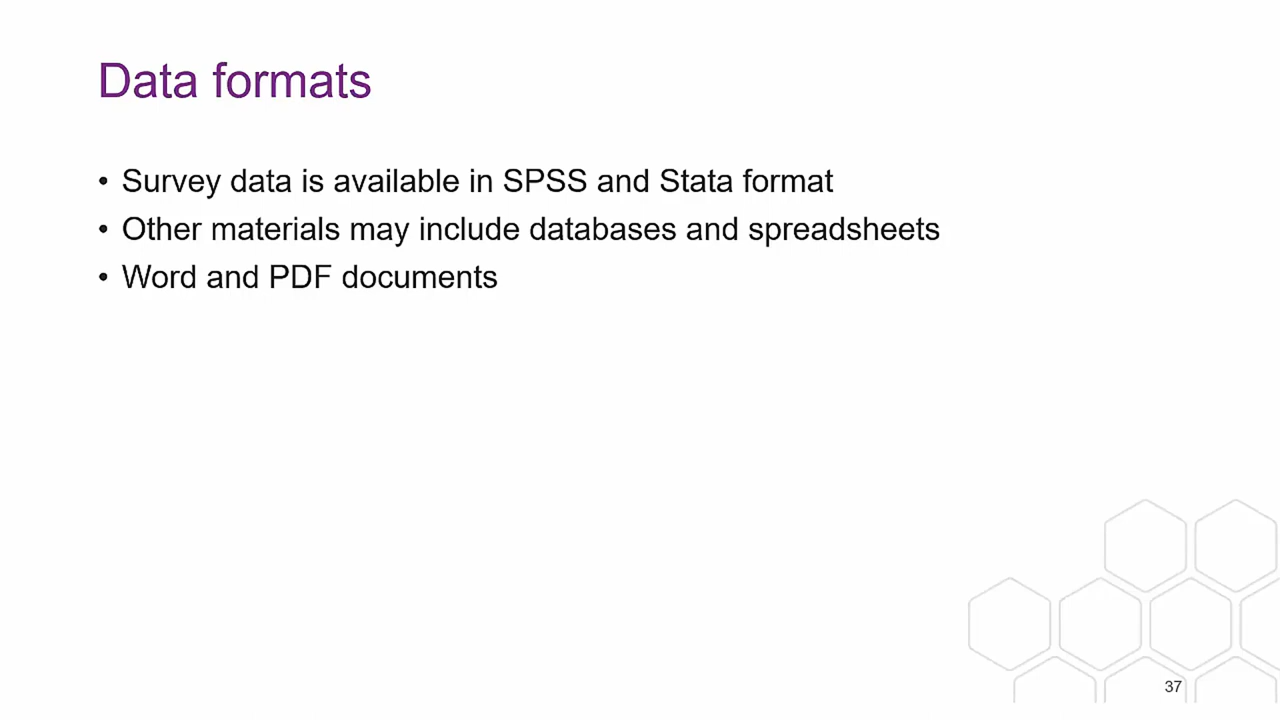 Data formats
• Survey data is available in SPSS and Stata format
• Other materials may include databases and spreadsheets
• Word and PDF documents
37